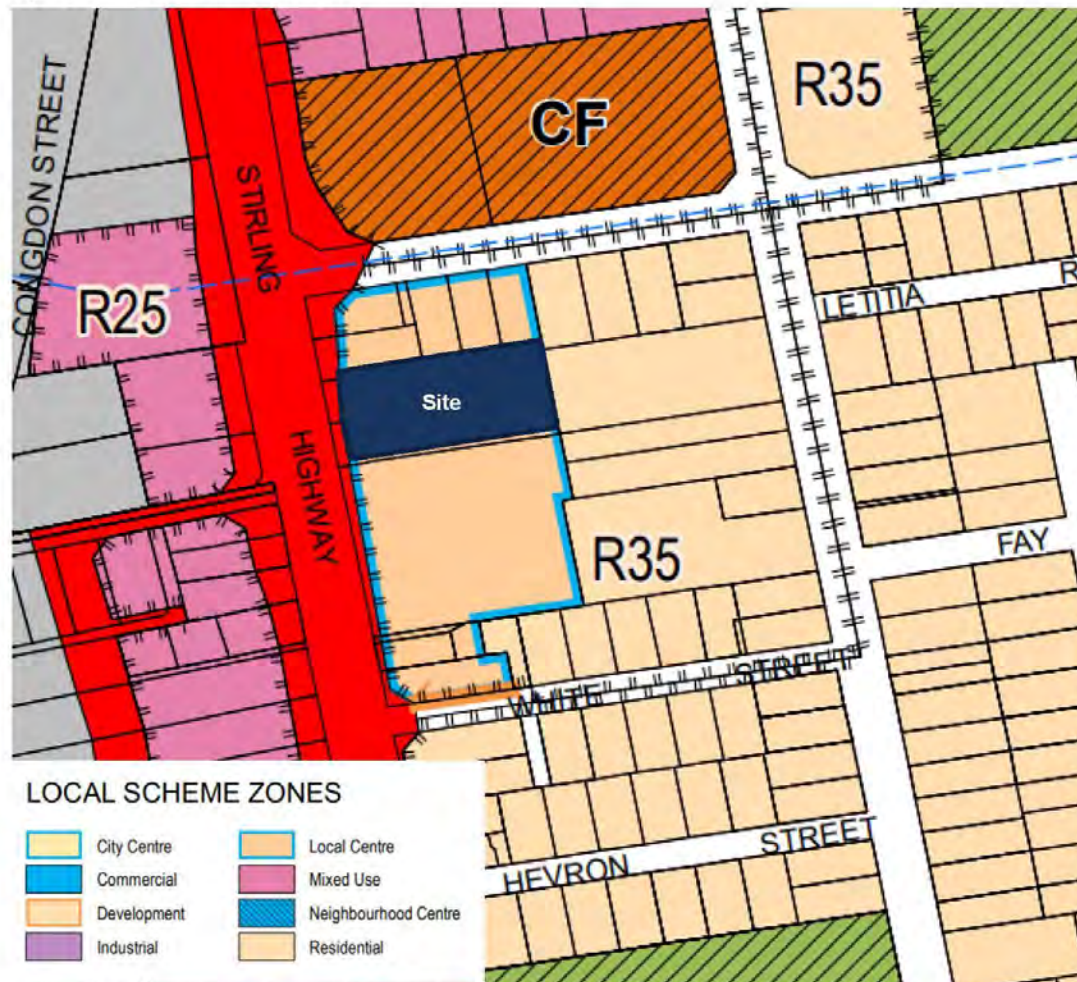 CONGDON STREET
STIRLING
HIGHWAY
CF
R35
R25
LETITIA
R
Site
R35
FAY
WHITE
STREET
HEVRON
STREET
LOCAL SCHEME ZONES
City Centre
Local Centre
Commercial
Mixed Use
Development
Neighbourhood Centre
Industrial
Residential